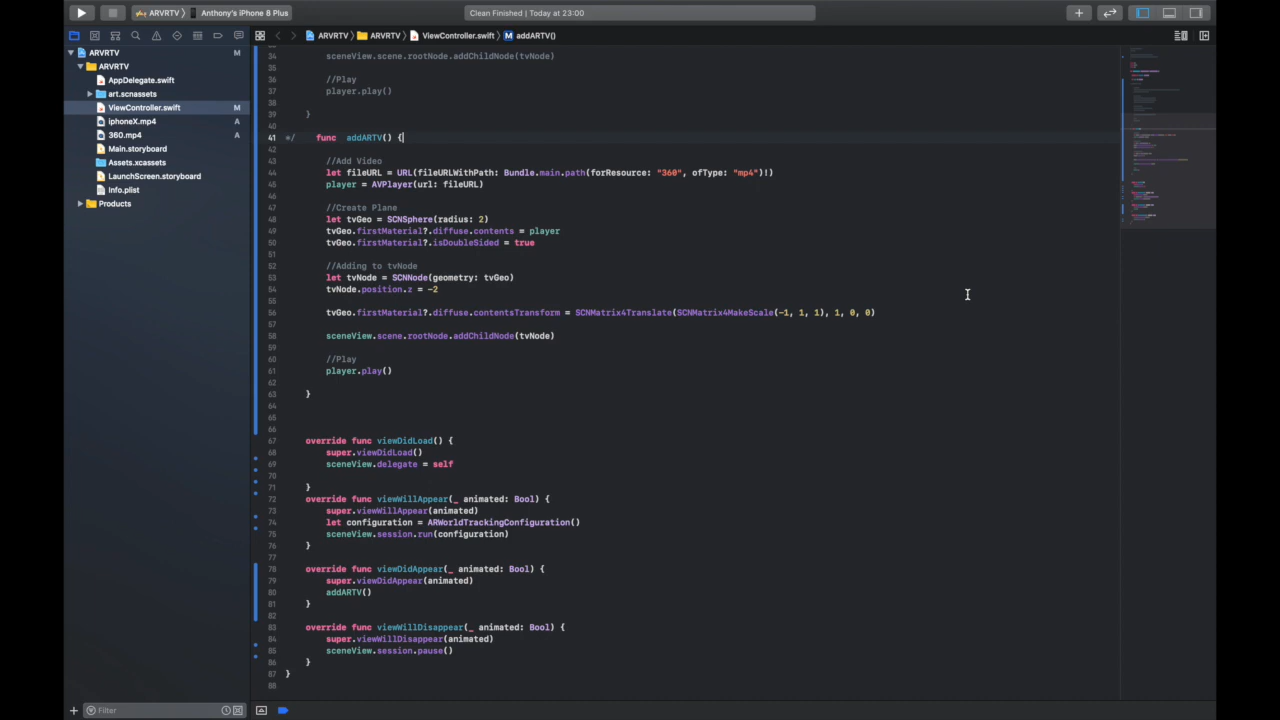 ARVRTV
Anthony's iPhone 8 Plus
Clean Finished | Today at 23:00
ARVRTV
M
ARVRTV
AppDelegate.swift
art.scnassets
ViewController.swift
M
iphoneX.mp4
A
360.mp4
A
Main.storyboard
Assets.xcassets
LaunchScreen.storyboard
Info.plist
Products
Filter
ARVRTV
ARVRTV
ViewController.swift
M
addARTV()
34 sceneView.scene.rootNode.addChildNode(tvNode)
35
36 //Play
37 player.play()
38
39 }
40
41 */ func addARTV() {
42
43 //Add Video
44 let fileURL = URL(fileURLWithPath: Bundle.main.path(forResource: "360", ofType: "mp4")!)
45 player = AVPlayer(url: fileURL)
46
47 //Create Plane
48 let tvGeo = SCNSphere(radius: 2)
49 tvGeo.firstMaterial?.diffuse.contents = player
50 tvGeo.firstMaterial?.isDoubleSided = true
51
52 //Adding to tvNode
53 let tvNode = SCNNode(geometry: tvGeo)
54 tvNode.position.z = -2
55
56 tvGeo.firstMaterial?.diffuse.contentsTransform = SCNMatrix4Translate(SCNMatrix4MakeScale(-1, 1, 1), 1, 0, 0)
57
58 sceneView.scene.rootNode.addChildNode(tvNode)
59
60 //Play
61 player.play()
62
63 }
64
65
66
67 override func viewDidLoad() {
68 super.viewDidLoad()
69 sceneView.delegate = self
70
71 }
72 override func viewWillAppear(_ animated: Bool) {
73 super.viewWillAppear(animated)
74 let configuration = ARWorldTrackingConfiguration()
75 sceneView.session.run(configuration)
76 }
77
78 override func viewDidAppear(_ animated: Bool) {
79 super.viewDidAppear(animated)
80 addARTV()
81 }
82
83 override func viewWillDisappear(_ animated: Bool) {
84 super.viewWillDisappear(animated)
85 sceneView.session.pause()
86 }
87 }
88